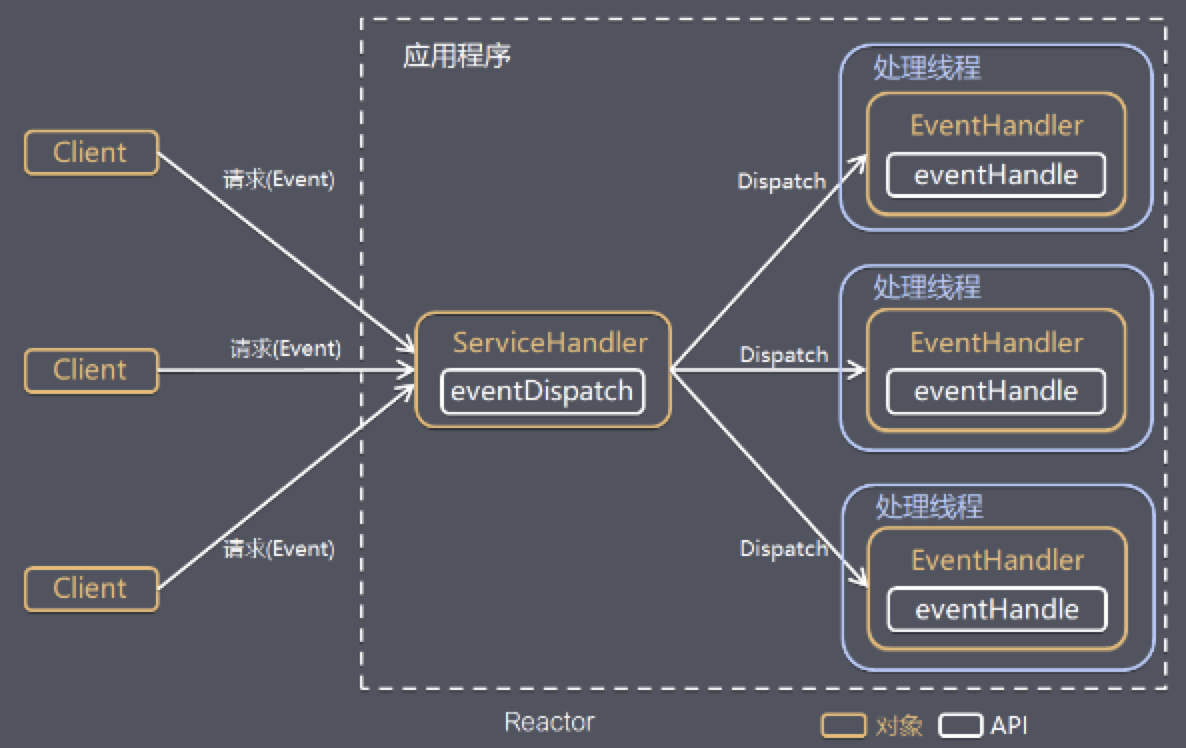 应用程序
处理线程
EventHandler
eventHandle
Client
请求(Event)
Dispatch
处理线程
EventHandler
eventHandle
Client
请求(Event)
ServiceHandler
eventDispatch
Dispatch
处理线程
EventHandler
eventHandle
Client
请求(Event)
Dispatch
Reactor
对象
API